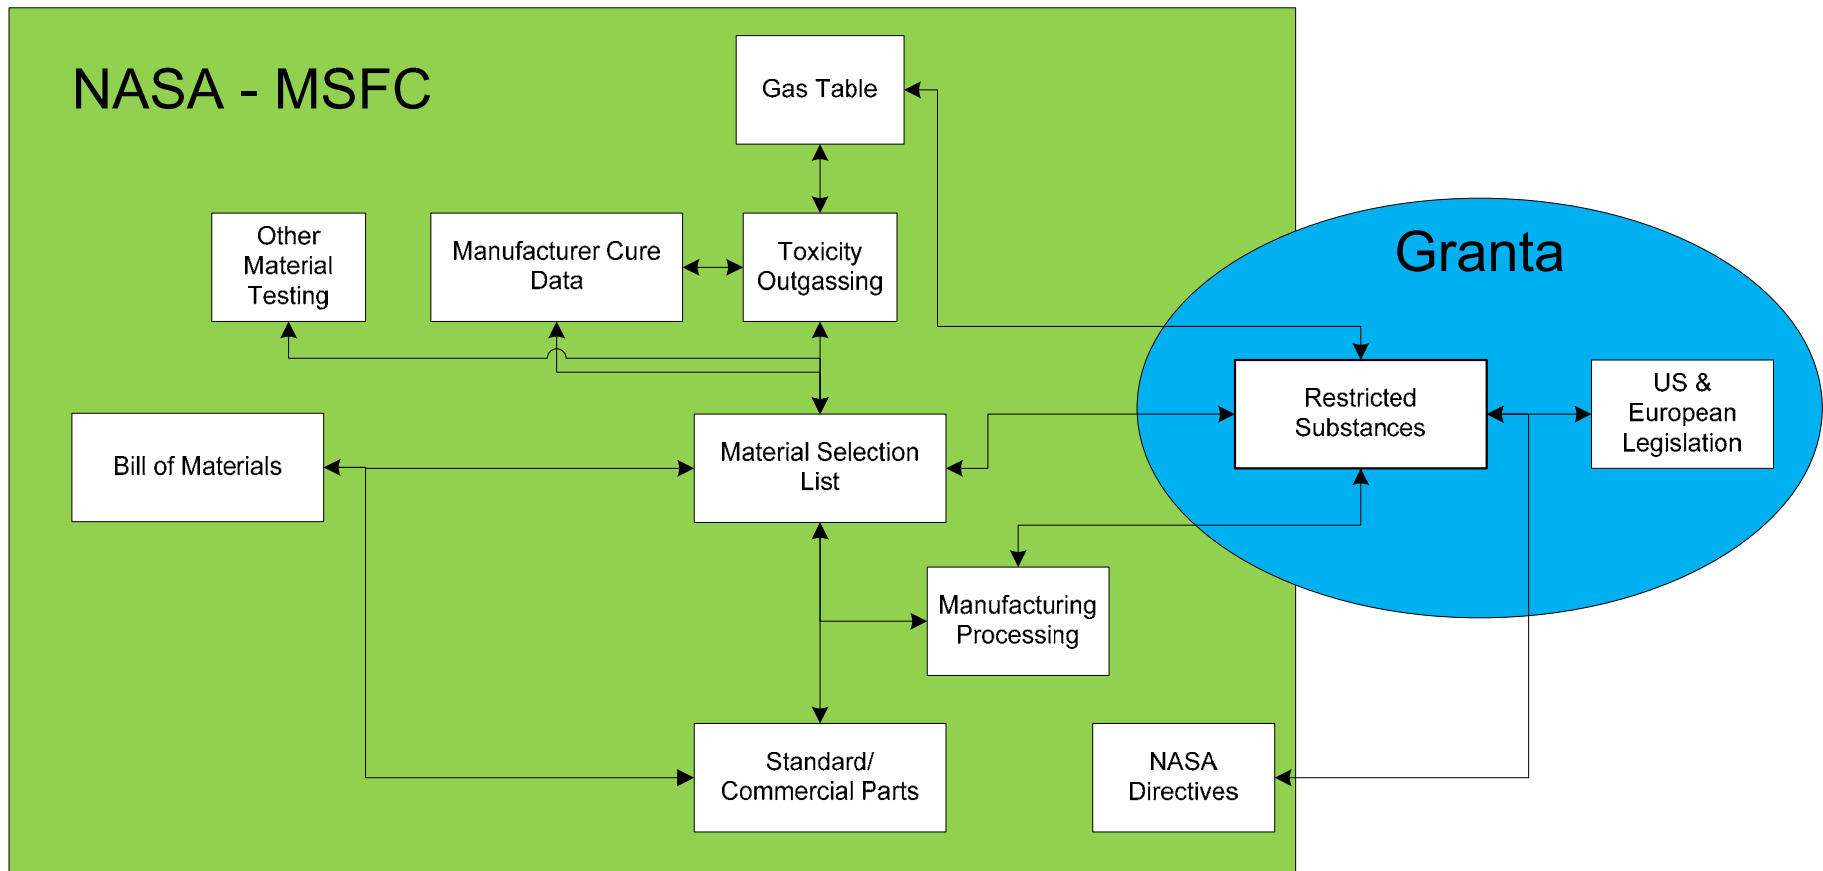 NASA - MSFC
Gas Table
Other
Material
Testing
Manufacturer Cure
Data
Toxicity
Outgassing
Granta
Restricted
Substances
US &
European
Legislation
Bill of Materials
Material Selection
List
Manufacturing
Processing
Standard/
Commercial Parts
NASA
Directives